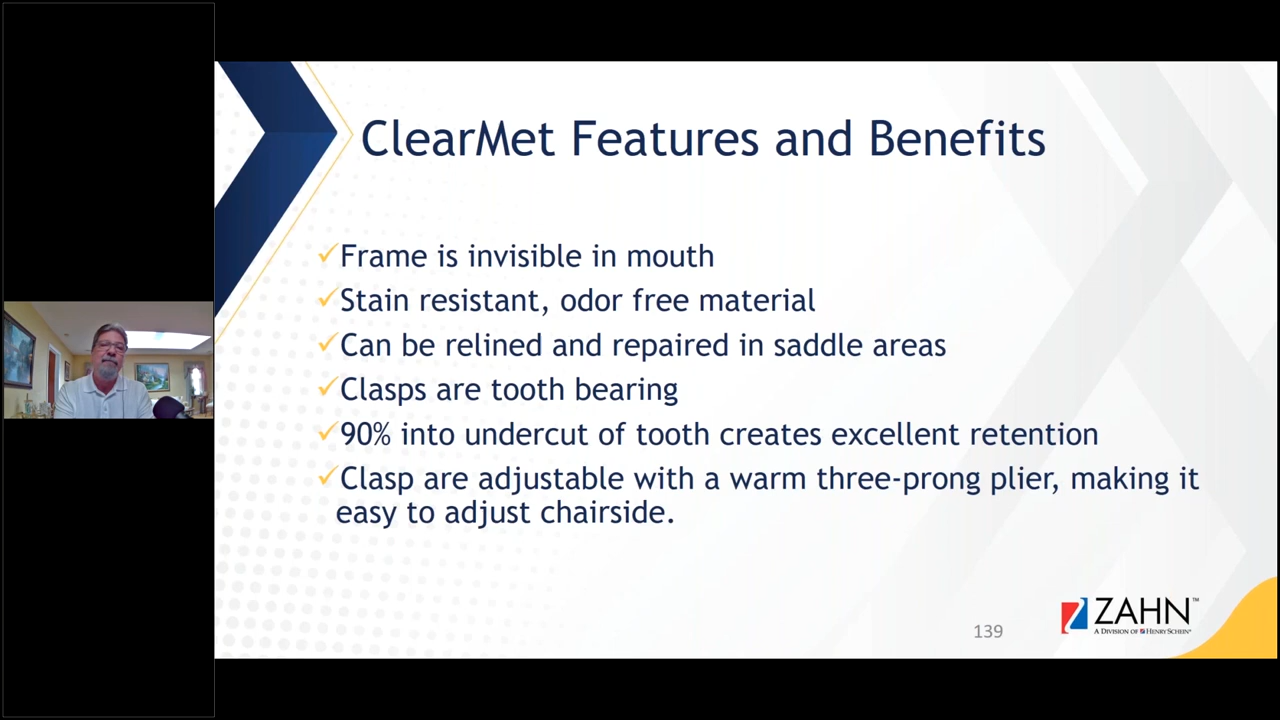 ClearMet Features and Benefits
Frame is invisible in mouth
Stain resistant, odor free material
Can be relined and repaired in saddle areas
Clasps are tooth bearing
90% into undercut of tooth creates excellent retention
Clasp are adjustable with a warm three-prong plier, making it
easy to adjust chairside.
139
ZAHN™
A DIVISION OF HENRY SCHEIN®